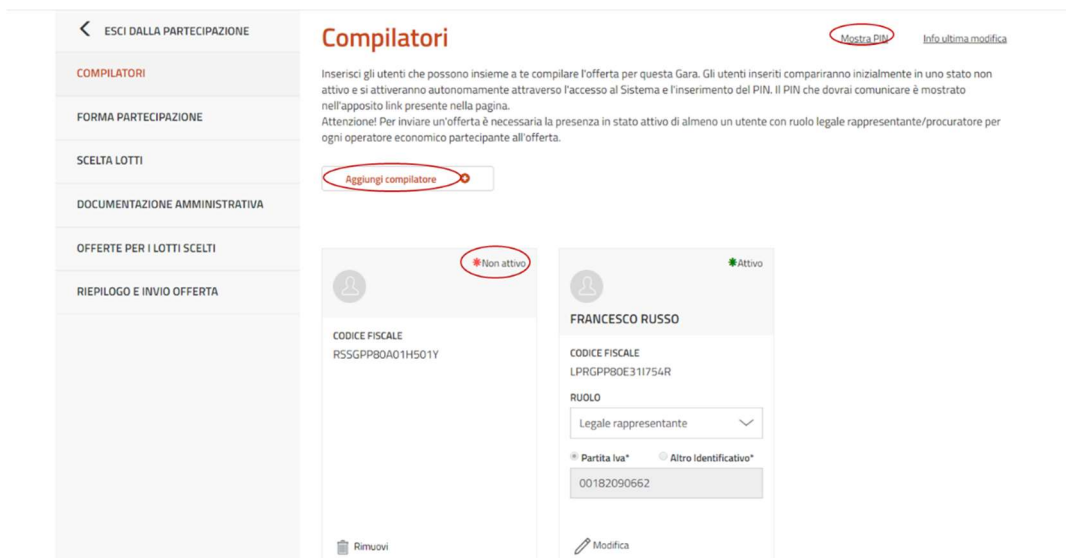 ESCI DALLA PARTECIPAZIONE
COMPILATORI
FORMA PARTECIPAZIONE
SCELTA LOTTI
DOCUMENTAZIONE AMMINISTRATIVA
OFFERTE PER I LOTTI SCELTI
RIEPILOGO E INVIO OFFERTA
Compilatori
Mostra PIN
Info ultima modifica
Inserisci gli utenti che possono insieme a te compilare l'offerta per questa Gara. Gli utenti inseriti compariranno inizialmente in uno stato non
attivo e si attiveranno autonomamente attraverso l'accesso al Sistema e l'inserimento del PIN. Il PIN che dovrai comunicare è mostrato
nell'apposito link presente nella pagina.
Attenzione! Per inviare un'offerta è necessaria la presenza in stato attivo di almeno un utente con ruolo legale rappresentante/procuratore per
ogni operatore economico partecipante all'offerta.
Aggiungi compilatore
Non attivo
CODICE FISCALE
RSSGPP80A01H501Y
Rimuovi
Attivo
FRANCESCO RUSSO
CODICE FISCALE
LPRGPP80E31I754R
RUOLO
Legale rappresentante
Partita Iva* Altro Identificativo*
00182090662
Modifica